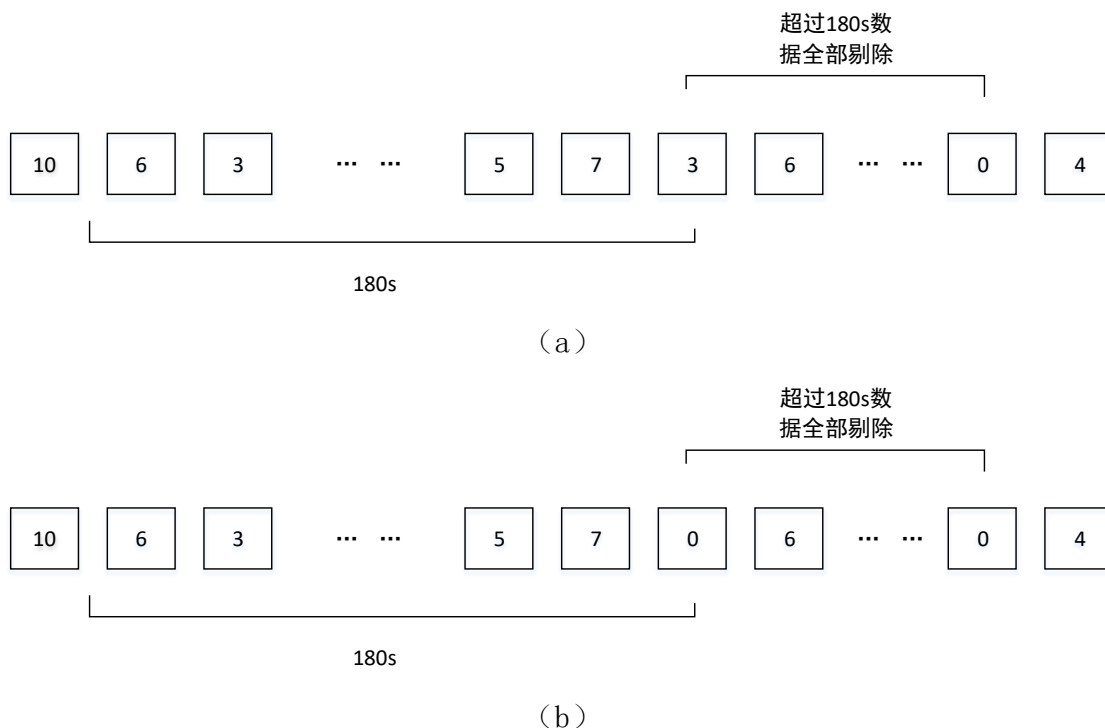 超过180s数
据全部剔除
10 6 3 … … 5 7 3 6 … … 0 4
180s
（a）
超过180s数
据全部剔除
10 6 3 … … 5 7 0 6 … … 0 4
180s
（b）